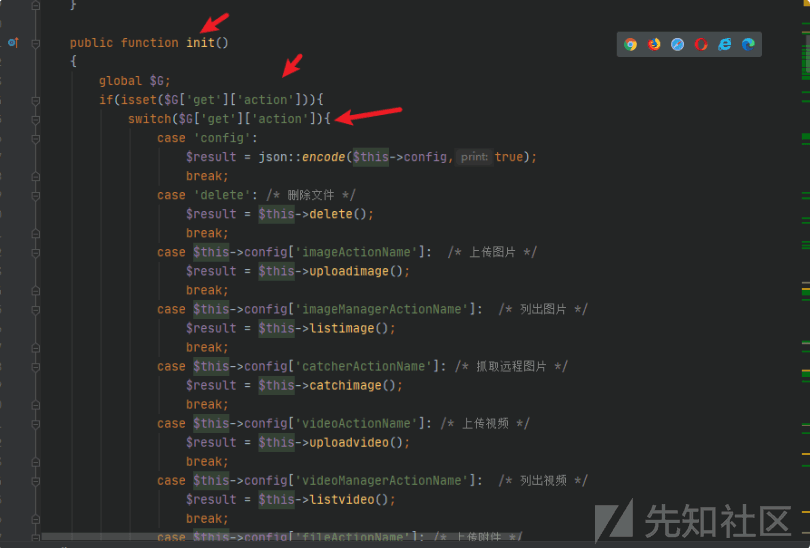 }
public function init()
{
global $G;
if(isset($G['get']['action'])){
switch($G['get']['action']){
case 'config':
$result = json::encode($this->config, print: true);
break;
case 'delete': /* 删除文件 */
$result = $this->delete();
break;
case $this->config['imageActionName']: /* 上传图片 */
$result = $this->uploadimage();
break;
case $this->config['imageManagerActionName']: /* 列出图片 */
$result = $this->listimage();
break;
case $this->config['catcherActionName']: /* 抓取远程图片 */
$result = $this->catchimage();
break;
case $this->config['videoActionName']: /* 上传视频 */
$result = $this->uploadvideo();
break;
case $this->config['videoManagerActionName']: /* 列出视频 */
$result = $this->listvideo();
break;
case $this->config['fileActionName']: /* 上传附件 */
先知社区